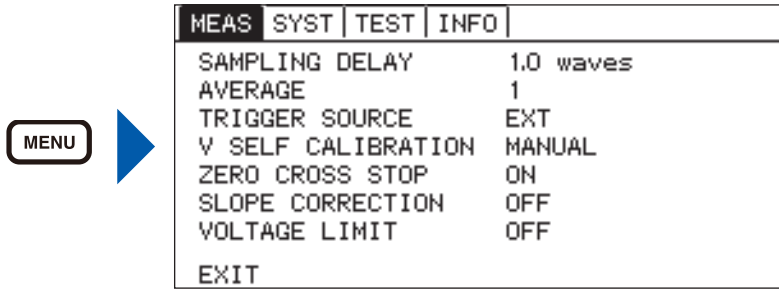 MEAS SYST TEST INFO
SAMPLING DELAY 1.0 waves
AVERAGE 1
TRIGGER SOURCE EXT
MENU
V SELF CALIBRATION MANUAL
ZERO CROSS STOP ON
SLOPE CORRECTION OFF
VOLTAGE LIMIT OFF
EXIT